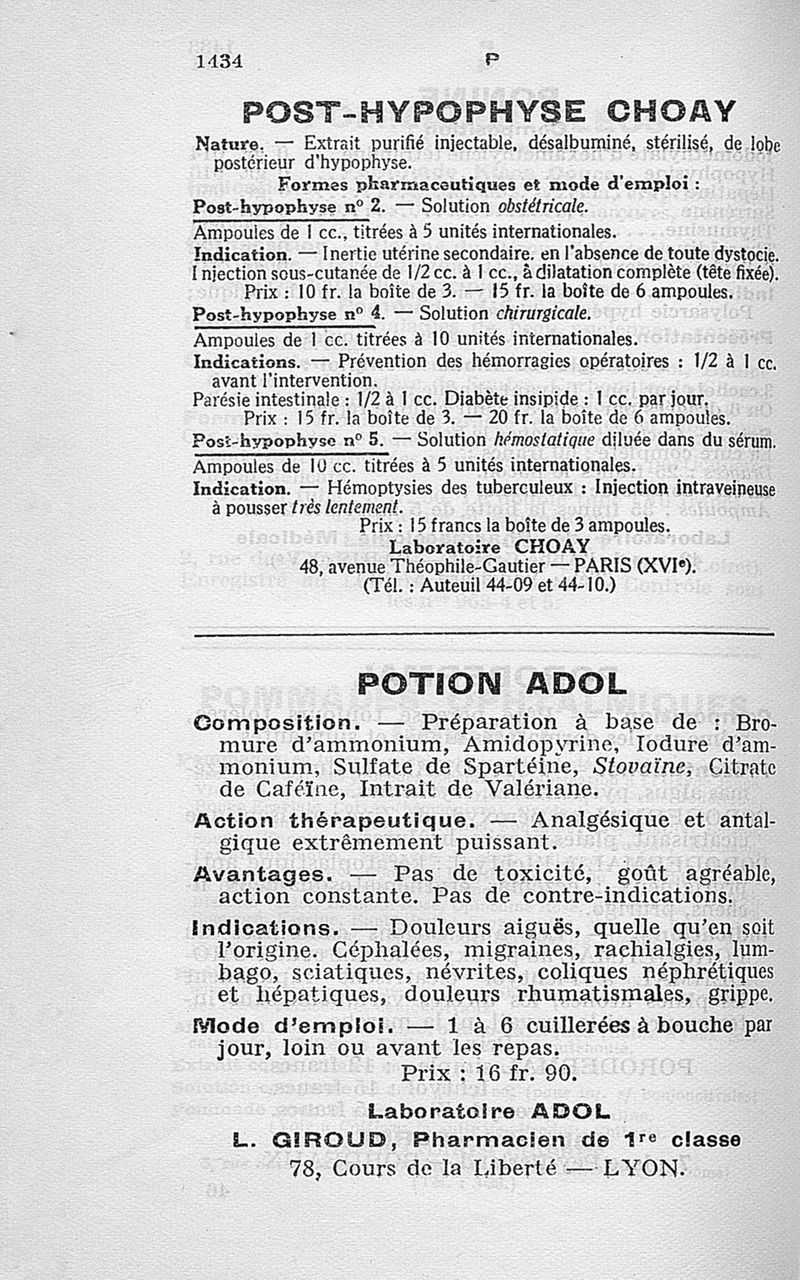 1434
P
POST-HYPOPHYSE CHOAY
Nature. — Extrait purifié injectable, désalbuminé, stérilisé, de lobe
postérieur d'hypophyse.
Formes pharmaceutiques et mode d'emploi :
Post-hypophyse n° 2. — Solution obstétricale.
Ampoules de 1 cc., titrées à 5 unités internationales.
Indication. — Inertie utérine secondaire. en l'absence de toute dystocie.
Injection sous-cutanée de 1/2 cc. à 1 cc., à dilatation complète (tête fixée).
Prix : 10 fr. la boîte de 3. — 15 fr. la boîte de 6 ampoules.
Post-hypophyse n° 4. — Solution chirurgicale.
Ampoules de 1 cc. titrées à 10 unités internationales.
Indications. — Prévention des hémorragies opératoires : 1/2 à 1 cc.
avant l'intervention.
Parésie intestinale : 1/2 à 1 cc. Diabète insipide : 1 cc. par jour.
Prix : 15 fr. la boîte de 3. — 20 fr. la boîte de 6 ampoules.
Post-hypophyse n° 5. — Solution hémostatique diluée dans du sérum.
Ampoules de 10 cc. titrées à 5 unités internationales.
Indication. — Hémoptysies des tuberculeux : Injection intraveineuse
à pousser très lentement.
Prix : 15 francs la boîte de 3 ampoules.
Laboratoire CHOAY
48, avenue Théophile-Gautier — PARIS (XVIe).
(Tél. : Auteuil 44-09 et 44-10.)
POTION ADOL
Composition. — Préparation à base de : Bro-
mure d'ammonium, Amidopyrine, Iodure d'am-
monium, Sulfate de Spartéine, Stovaïne, Citrate
de Caféïne, Intrait de Valériane.
Action thérapeutique. — Analgésique et antal-
gique extrêmement puissant.
Avantages. — Pas de toxicité, goût agréable,
action constante. Pas de contre-indications.
Indications. — Douleurs aiguës, quelle qu'en soit
l'origine. Céphalées, migraines, rachialgies, lum-
bago, sciatiques, névrites, coliques néphrétiques
et hépatiques, douleurs rhumatismales, grippe.
Mode d'emploi. — 1 à 6 cuillerées à bouche par
jour, loin ou avant les repas.
Prix : 16 fr. 90.
Laboratoire ADOL
L. GIROUD, Pharmacien de 1re classe
78, Cours de la Liberté — LYON.